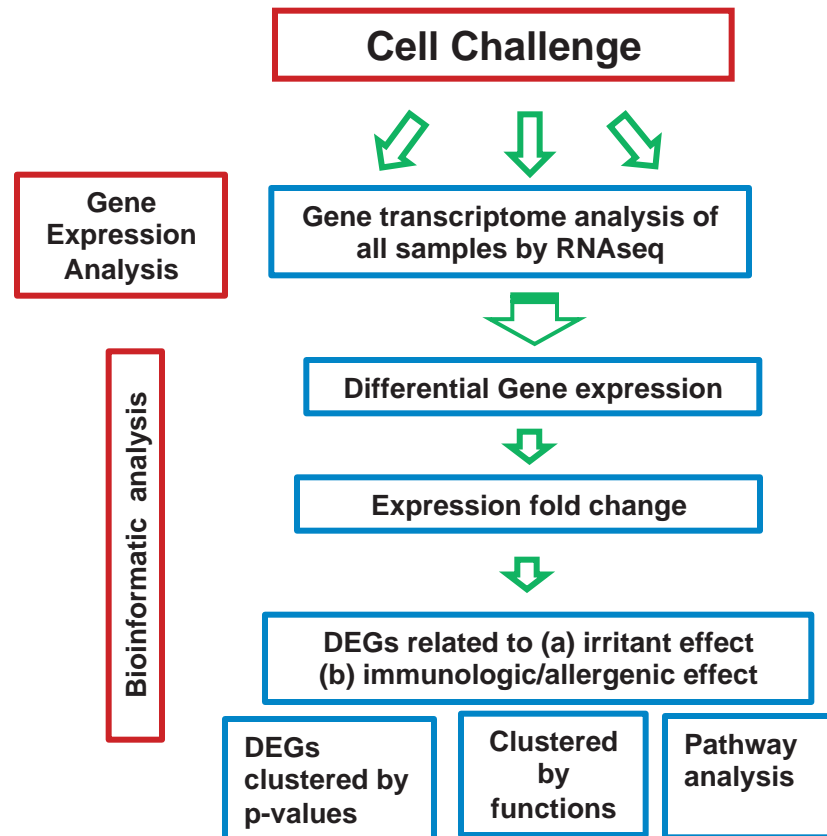 Cell Challenge
Gene
Expression
Analysis
Gene transcriptome analysis of
all samples by RNAseq
Differential Gene expression
Expression fold change
Bioinformatic analysis
DEGs related to (a) irritant effect
(b) immunologic/allergenic effect
DEGs
clustered by
p-values
Clustered
by
functions
Pathway
analysis